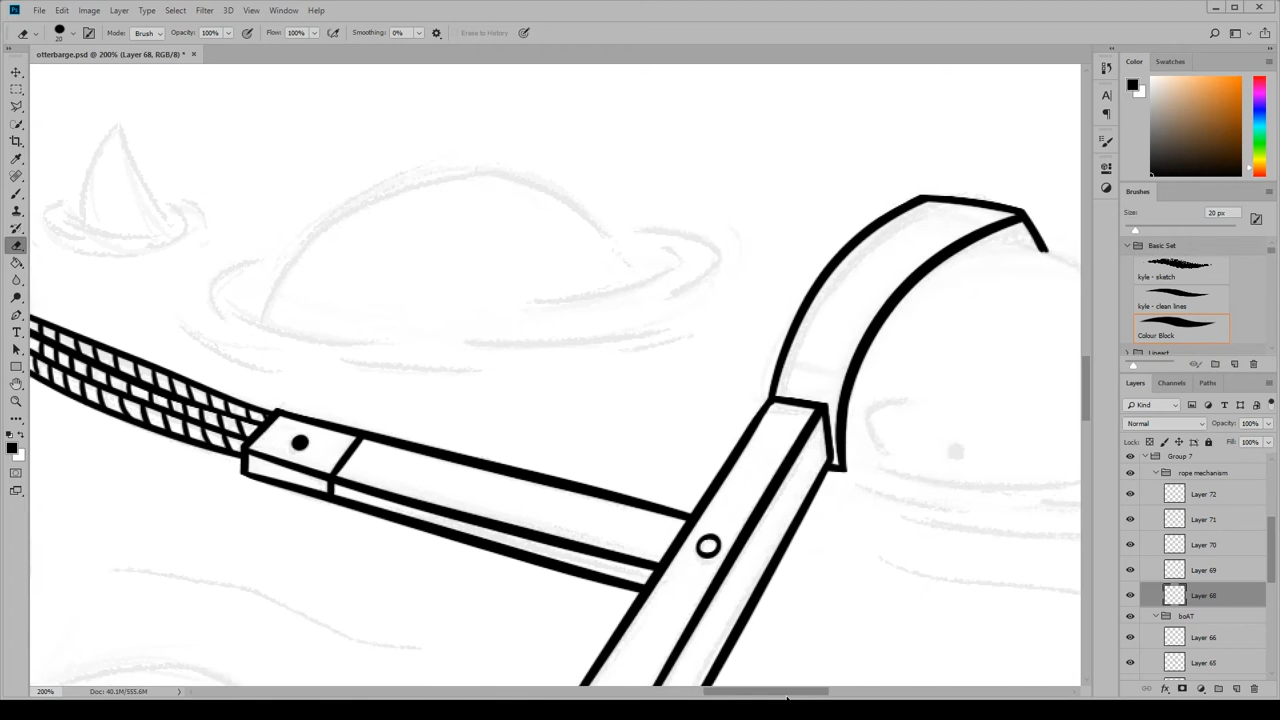 Ps File Edit Image Layer Type Select Filter 3D View Window Help
20 Mode: Brush Opacity: 100% Flow: 100% Smoothing: 0% Erase to History
otterbarge.psd @ 200% (Layer 68, RGB/8) *
Color Swatches
Brushes
Size: 20 px
Basic Set
kyle - sketch
kyle - clean lines
Colour Block
Lineart
Layers Channels Paths
Kind
Normal Opacity: 100%
Lock: Fill: 100%
Group 7
rope mechanism
Layer 72
Layer 71
Layer 70
Layer 69
Layer 68
boAT
Layer 66
Layer 65
200% Doc: 40.1M/555.6M